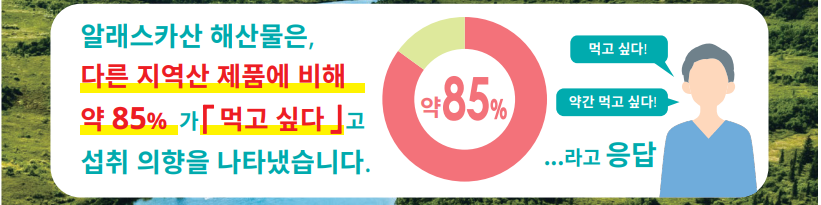 알래스카산 해산물은,
다른 지역산 제품에 비해
약 85% 가 「먹고 싶다」고
섭취 의향을 나타냈습니다.
약85%
먹고 싶다!
약간 먹고 싶다!
...라고 응답